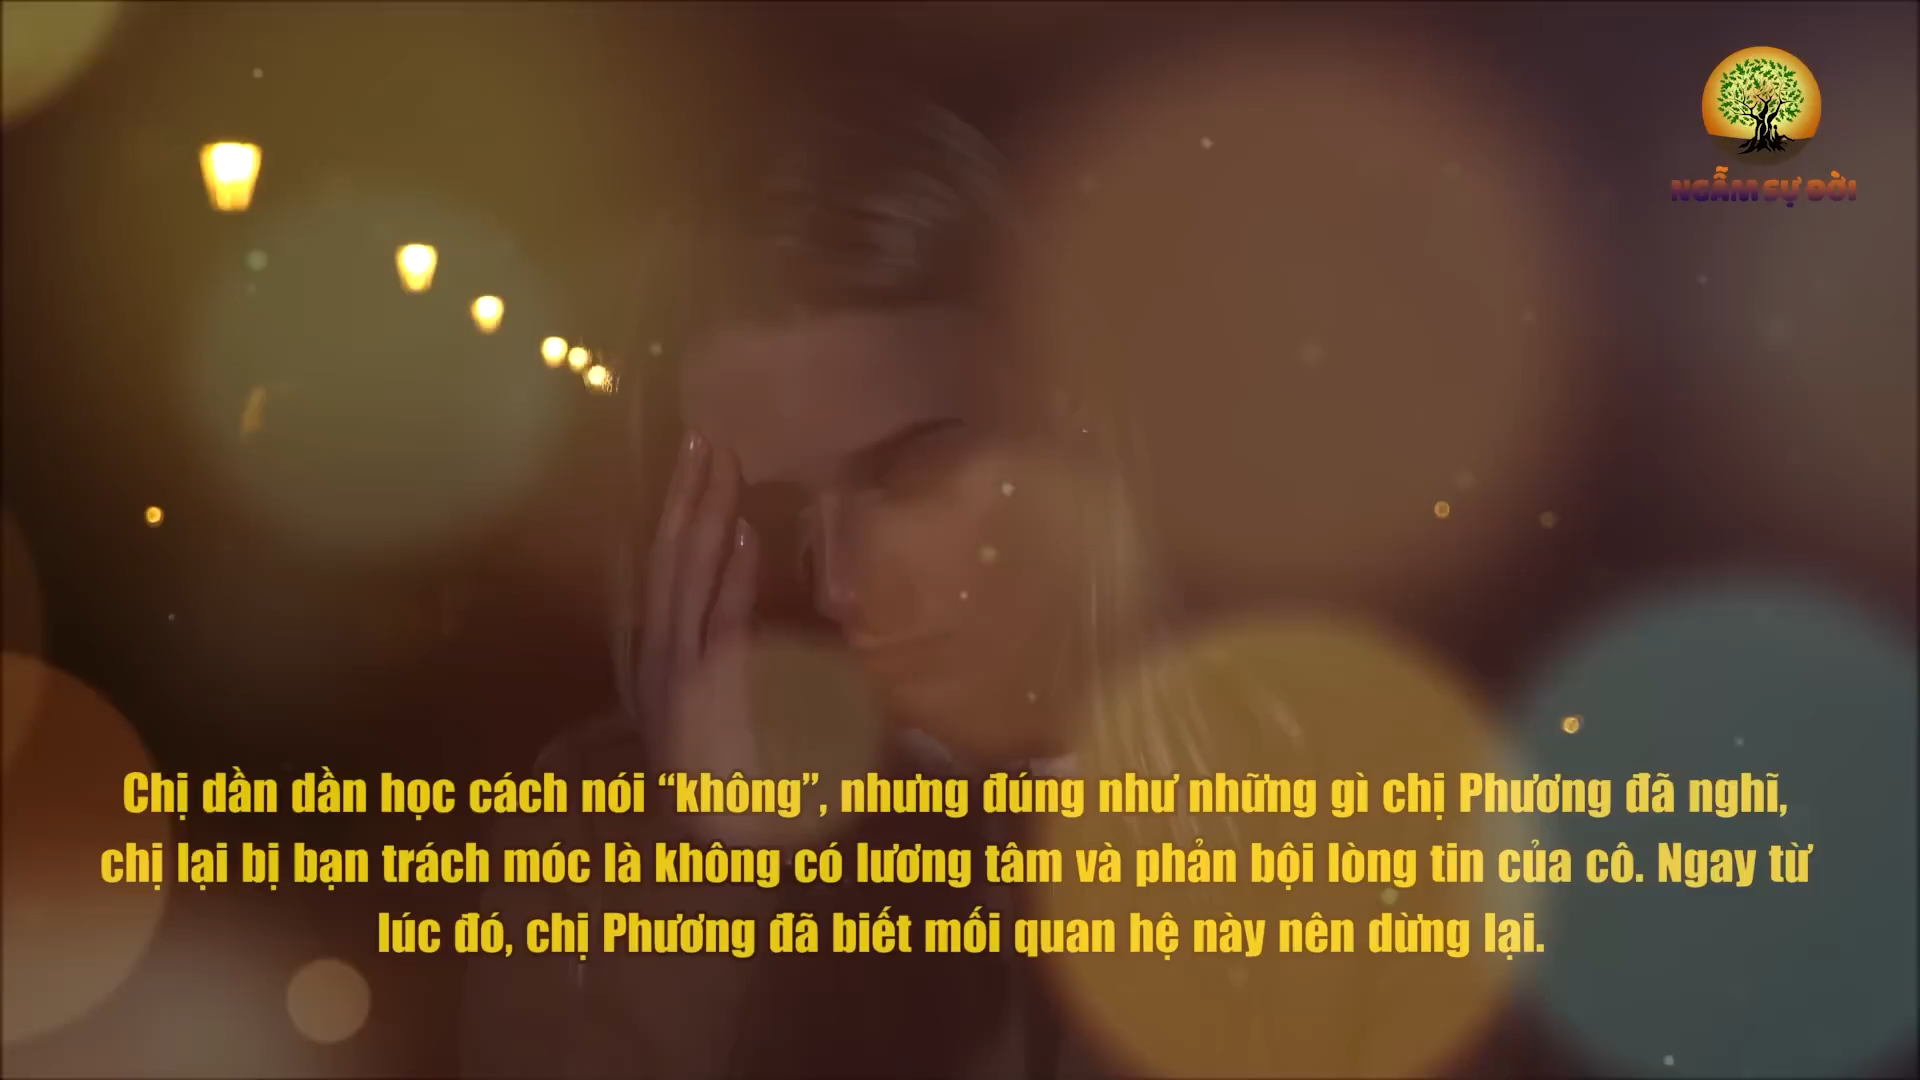 NGẪM SỰ ĐỜI
Chị dần dần học cách nói “không”, nhưng đúng như những gì chị Phương đã nghĩ,
chị lại bị bạn trách móc là không có lương tâm và phản bội lòng tin của cô. Ngay từ
lúc đó, chị Phương đã biết mối quan hệ này nên dừng lại.